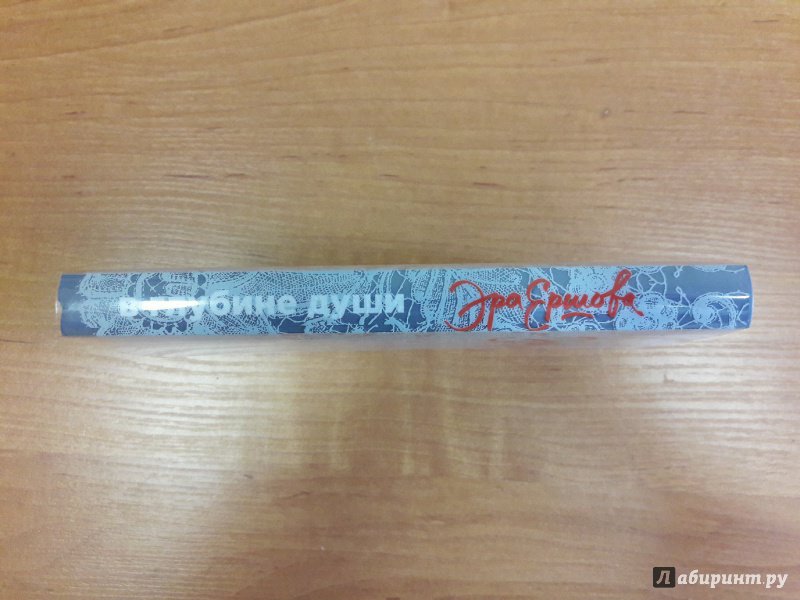 в глубине души Эра Ершова
Лабиринт.ру